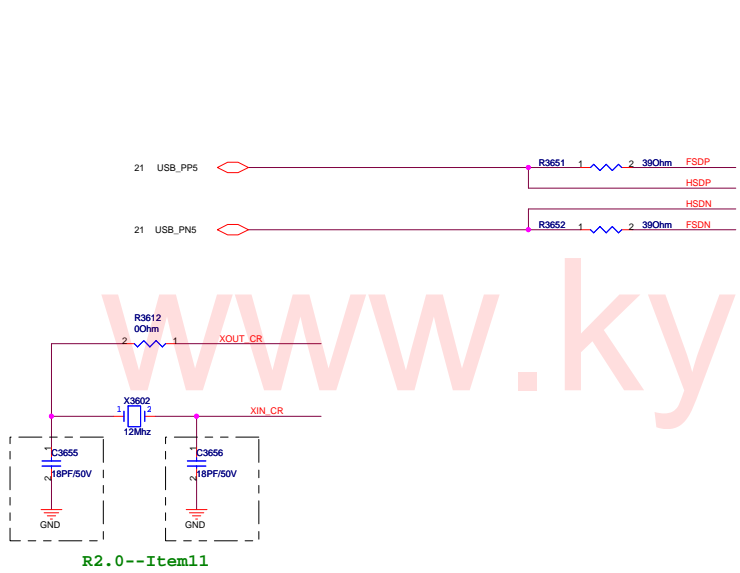 21 USB_PP5
R3651 1 2 39Ohm FSDP
HSDP
HSDN
21 USB_PN5
R3652 1 2 39Ohm FSDN
www.ky
R3612
0Ohm
2 1 XOUT_CR
X3602
1 2 XIN_CR
12Mhz
1 C3655
2 18PF/50V
GND
1 C3656
2 18PF/50V
GND
R2.0--Item11